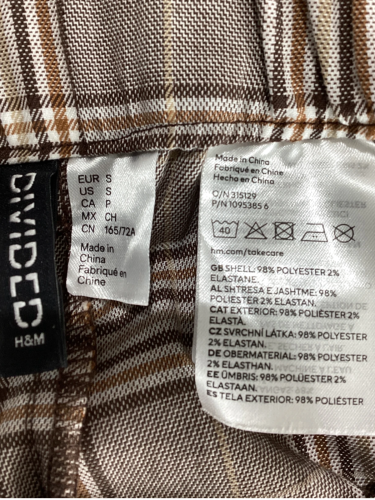 DIVIDED
H&M
EUR S
US S
CA P
MX CH
CN 165/72A
Made in
China
Fabriqué en
Chine
Made in China
Fabriqué en Chine
Hecho en China
O/N 315129
P/N 1095385 6
40
hm.com/takecare
GB SHELL: 98% POLYESTER 2%
ELASTANE.
AL SHTRESA E JASHTME: 98%
POLIESTER 2% ELASTAN.
CAT EXTERIOR: 98% POLIÈSTER 2%
ELASTÀ.
CZ SVRCHNÍ LÁTKA: 98% POLYESTER
2% ELASTAN.
DE OBERMATERIAL: 98% POLYESTER
2% ELASTHAN.
EE ÜMBRIS: 98% POLÜESTER 2%
ELASTAAN.
ES TELA EXTERIOR: 98% POLIÉSTER